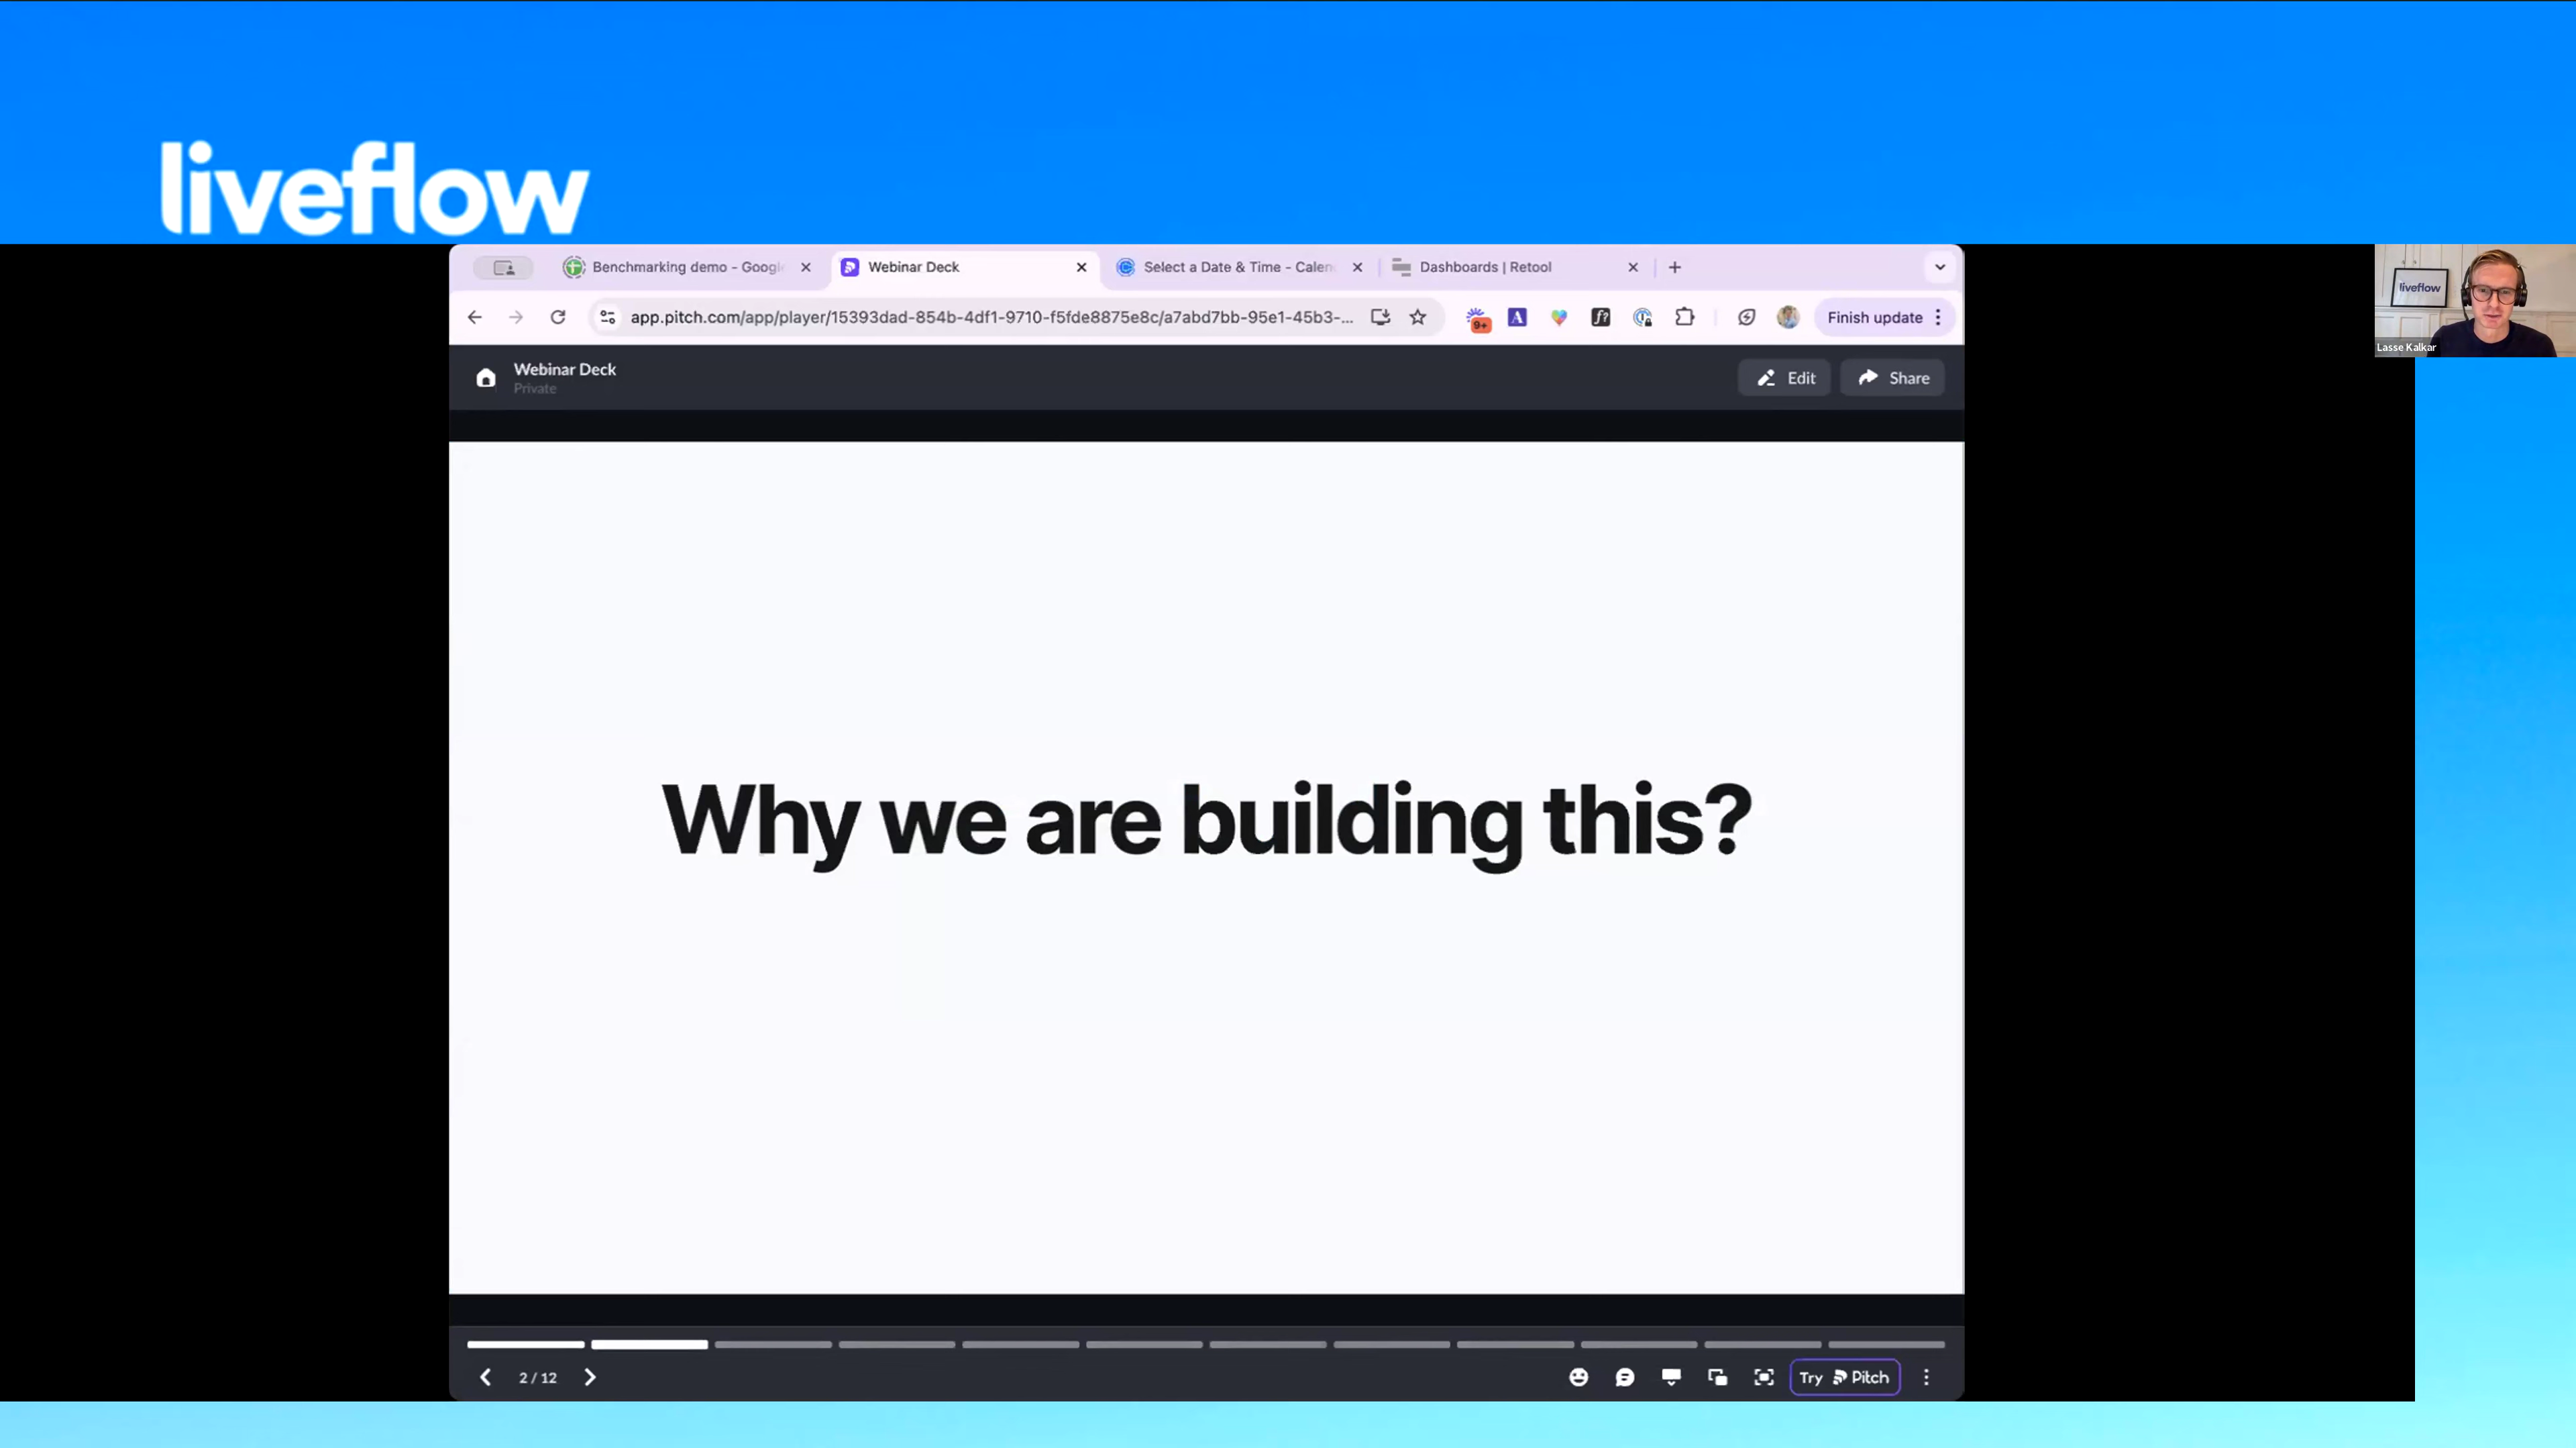 liveflow
Benchmarking demo - Google
Webinar Deck
Select a Date & Time - Calen
Dashboards | Retool
app.pitch.com/app/player/15393dad-854b-4df1-9710-f5fde8875e8c/a7abd7bb-95e1-45b3-...
9+
A
f?
Finish update
liveflow
Lasse Kalkar
Webinar Deck
Private
Edit
Share
Why we are building this?
2 / 12
Try Pitch